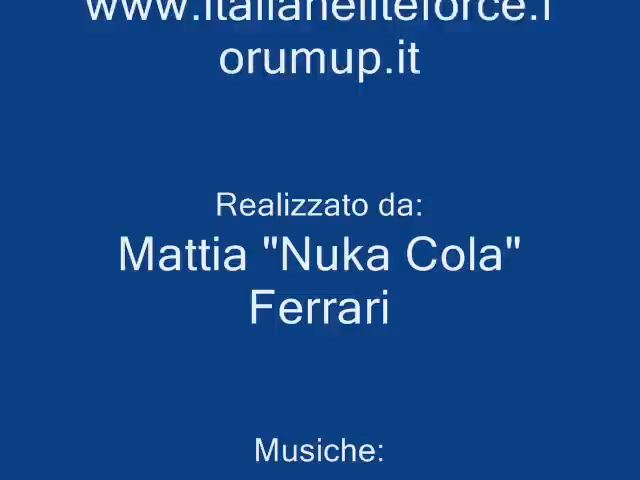 www.italianeliteforce.f
orumup.it
Realizzato da:
Mattia "Nuka Cola"
Ferrari
Musiche: